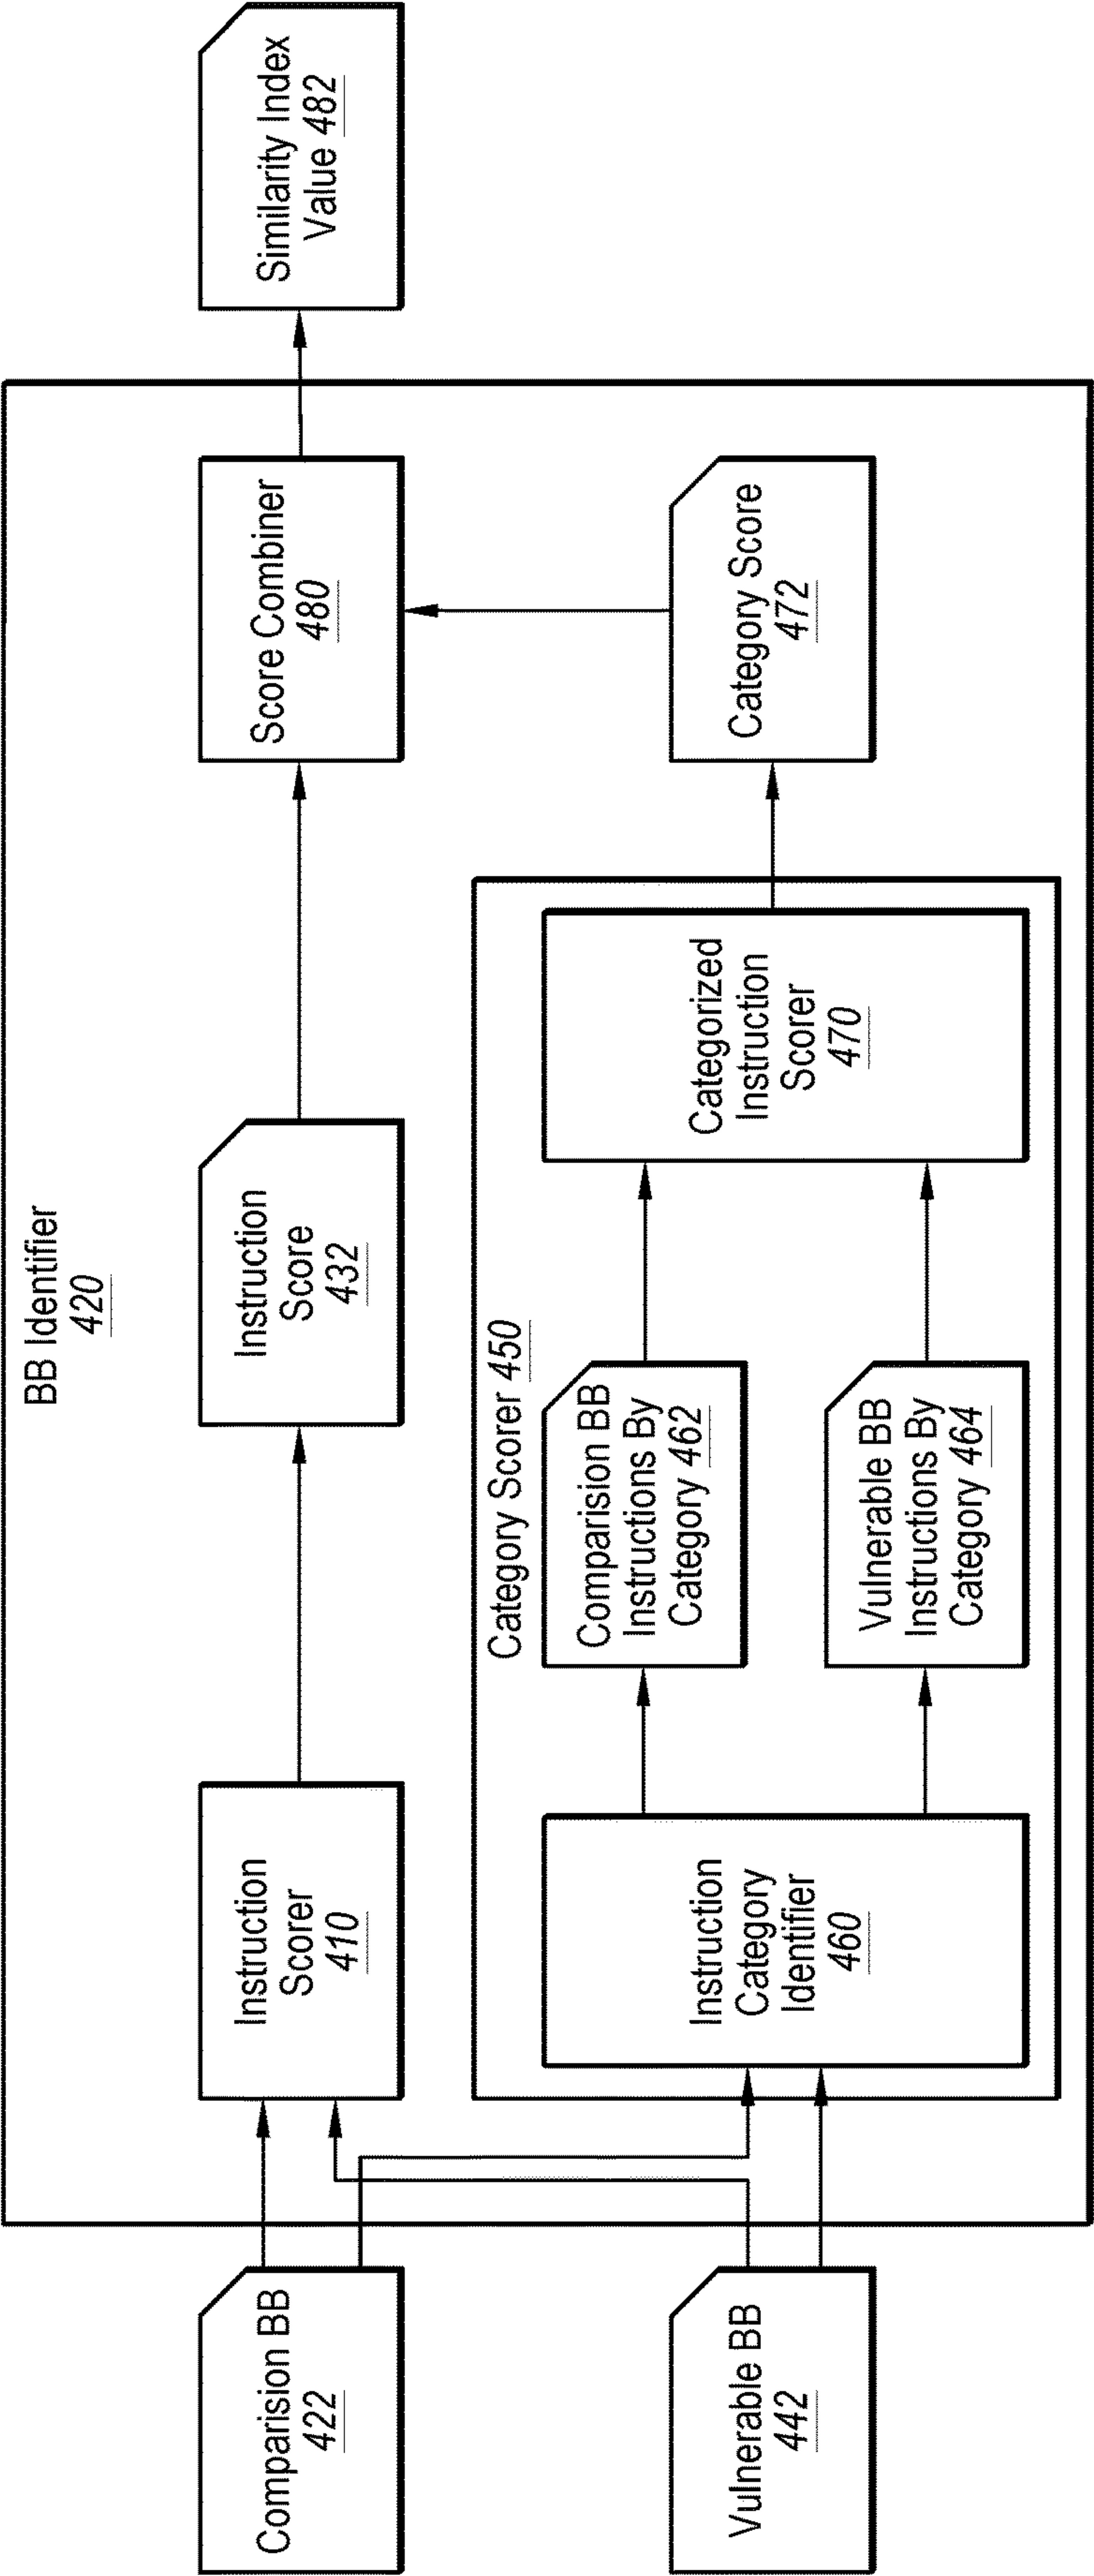 BB Identifier
420
Comparision BB
422
Instruction
Scorer
410
Instruction
Score
432
Score Combiner
480
Similarity Index
Value 482
Category Scorer 450
Vulnerable BB
442
Instruction
Category
Identifier
460
Comparision BB
Instructions By
Category 462
Vulnerable BB
Instructions By
Category 464
Categorized
Instruction
Scorer
470
Category Score
472